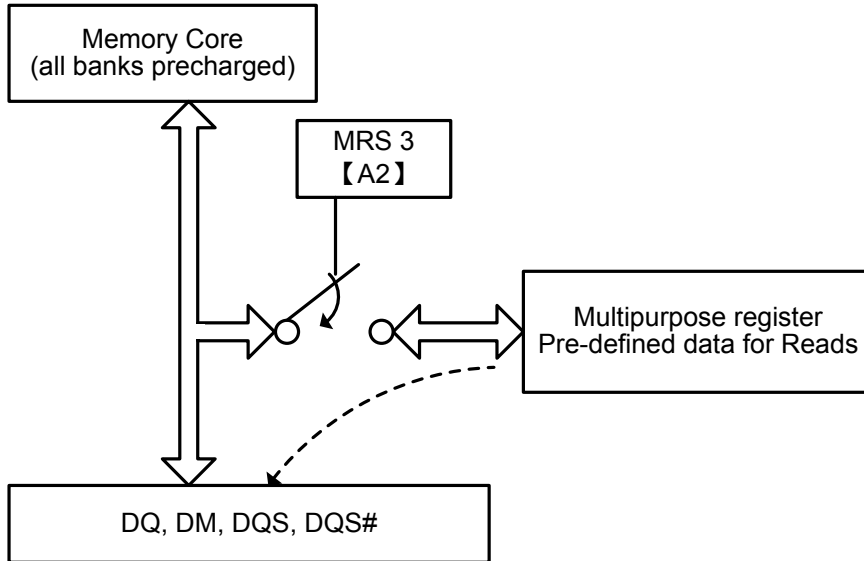 Memory Core
(all banks precharged)
MRS 3
【A2】
Multipurpose register
Pre-defined data for Reads
DQ, DM, DQS, DQS#